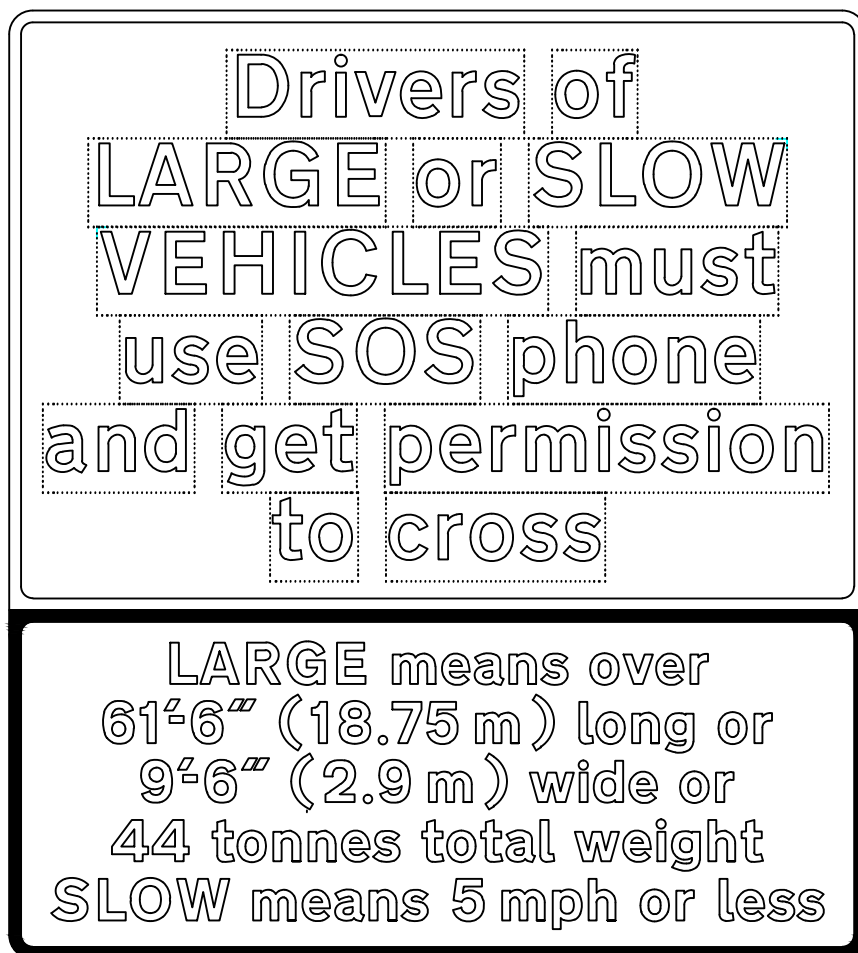 Drivers of
LARGE or SLOW
VEHICLES must
use SOS phone
and get permission
to cross
LARGE means over
61′-6″ (18.75 m) long or
9′-6″ (2.9 m) wide or
44 tonnes total weight
SLOW means 5 mph or less